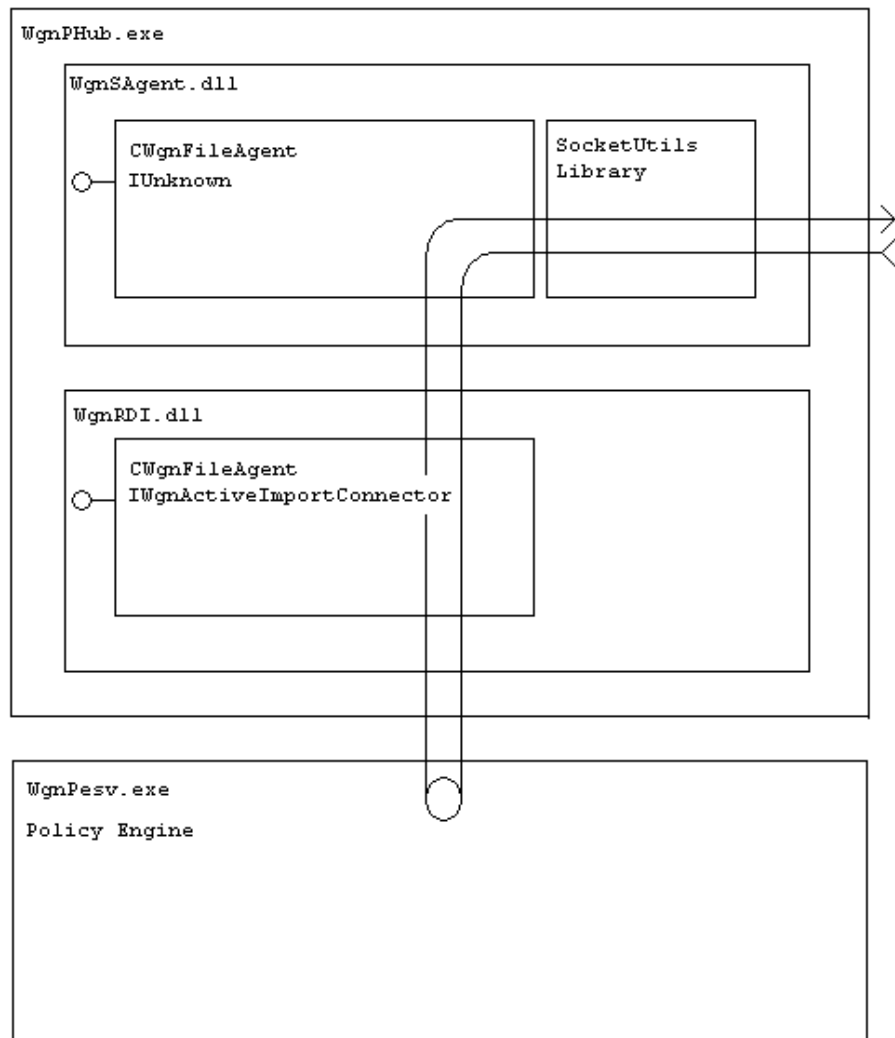 WgnPHub.exe
WgnSAgent.dll
CWgnFileAgent
IUnknown
SocketUtils
Library
WgnRDI.dll
CWgnFileAgent
IWgnActiveImportConnector
WgnPesv.exe
Policy Engine